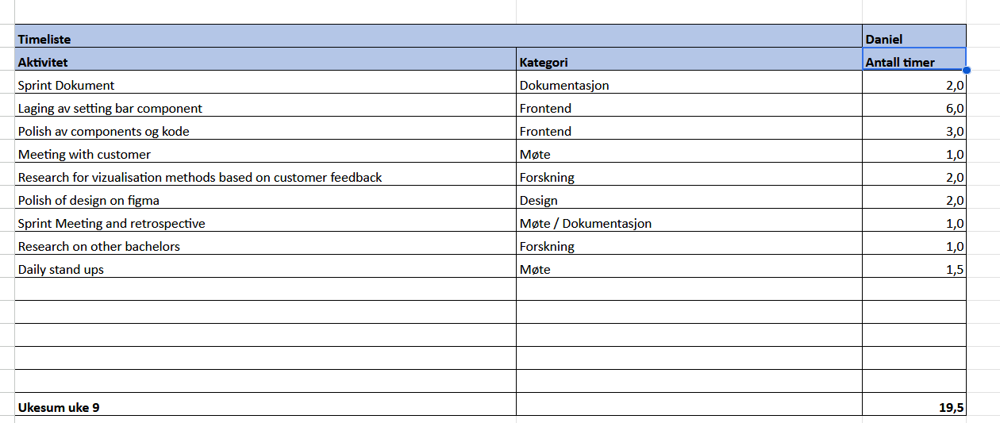 Timeliste Daniel
Aktivitet Kategori Antall timer
Sprint Dokument Dokumentasjon 2,0
Laging av setting bar component Frontend 6,0
Polish av components og kode Frontend 3,0
Meeting with customer Møte 1,0
Research for vizualisation methods based on customer feedback Forskning 2,0
Polish of design on figma Design 2,0
Sprint Meeting and retrospective Møte / Dokumentasjon 1,0
Research on other bachelors Forskning 1,0
Daily stand ups Møte 1,5
Ukesum uke 9 19,5